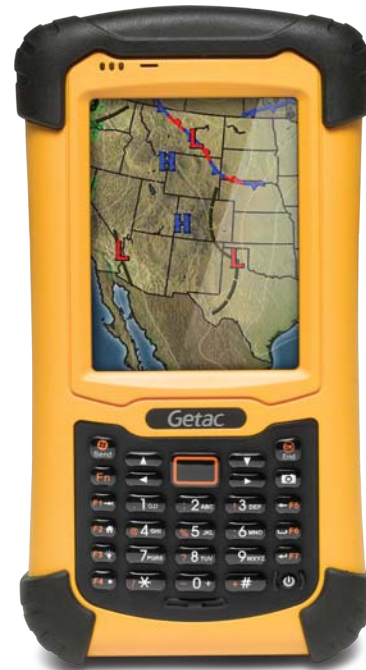 L
H
H
L
L
Getac
Send
End
Fn
F1 1 2 ABC 3 DEF F5
F2 4 GHI 5 JKL 6 MNO F6
F3 7 PQRS 8 TUV 9 WXYZ F7
F4 * 0 + #